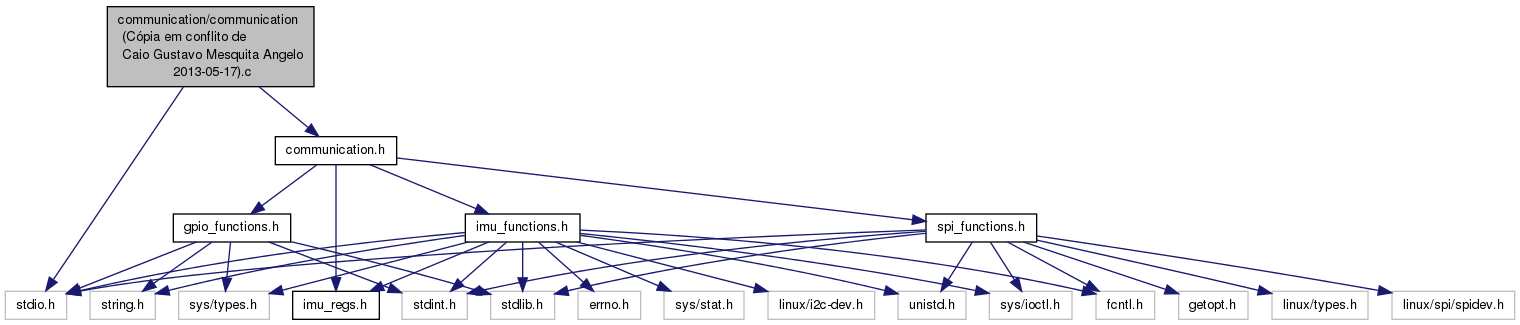 communication/communication
(Cópia em conflito de
Caio Gustavo Mesquita Angelo
2013-05-17).c
communication.h
gpio_functions.h
imu_functions.h
spi_functions.h
stdio.h
string.h
sys/types.h
imu_regs.h
stdint.h
stdlib.h
errno.h
sys/stat.h
linux/i2c-dev.h
unistd.h
sys/ioctl.h
fcntl.h
getopt.h
linux/types.h
linux/spi/spidev.h